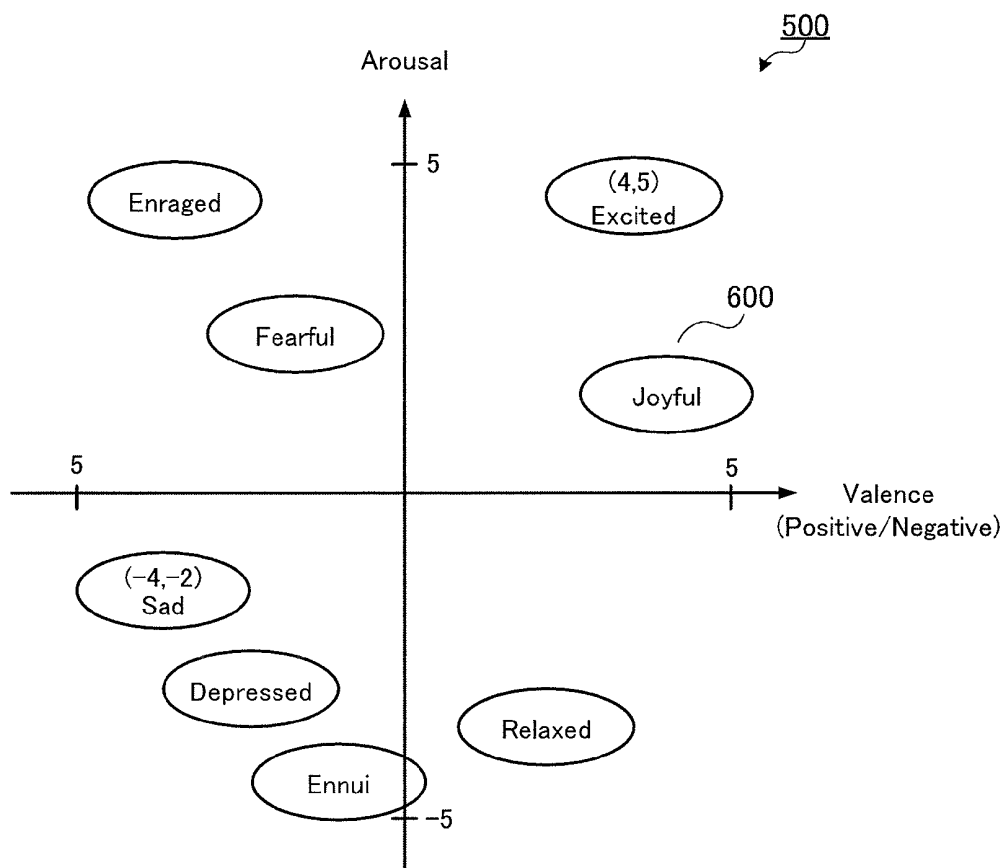 500
Arousal
5
Enraged
(4,5)
Excited
600
Fearful
Joyful
5
5
Valence
(Positive/Negative)
(−4,−2)
Sad
Depressed
Relaxed
Ennui
−5